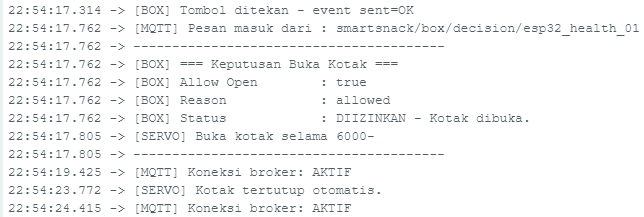 22:54:17.314 -> [BOX] Tombol ditekan - event sent=OK
22:54:17.762 -> [MQTT] Pesan masuk dari : smartsnack/box/decision/esp32_health_01
22:54:17.762 -> ----------------------------------------
22:54:17.762 -> [BOX] === Keputusan Buka Kotak ===
22:54:17.762 -> [BOX] Allow Open : true
22:54:17.762 -> [BOX] Reason : allowed
22:54:17.762 -> [BOX] Status : DIIZINKAN - Kotak dibuka.
22:54:17.805 -> [SERVO] Buka kotak selama 6000-
22:54:17.805 -> ----------------------------------------
22:54:19.425 -> [MQTT] Koneksi broker: AKTIF
22:54:23.772 -> [SERVO] Kotak tertutup otomatis.
22:54:24.415 -> [MQTT] Koneksi broker: AKTIF